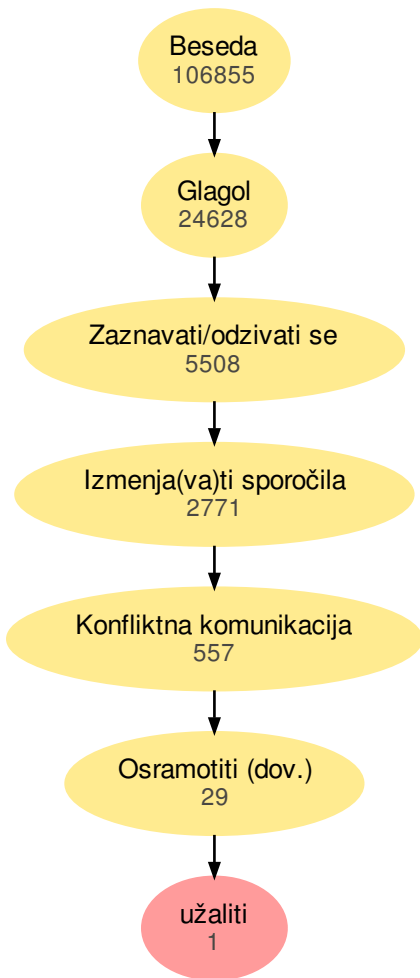 Beseda
106855
Glagol
24628
Zaznavati/odzivati se
5508
Izmenja(va)ti sporočila
2771
Konfliktna komunikacija
557
Osramotiti (dov.)
29
užaliti
1